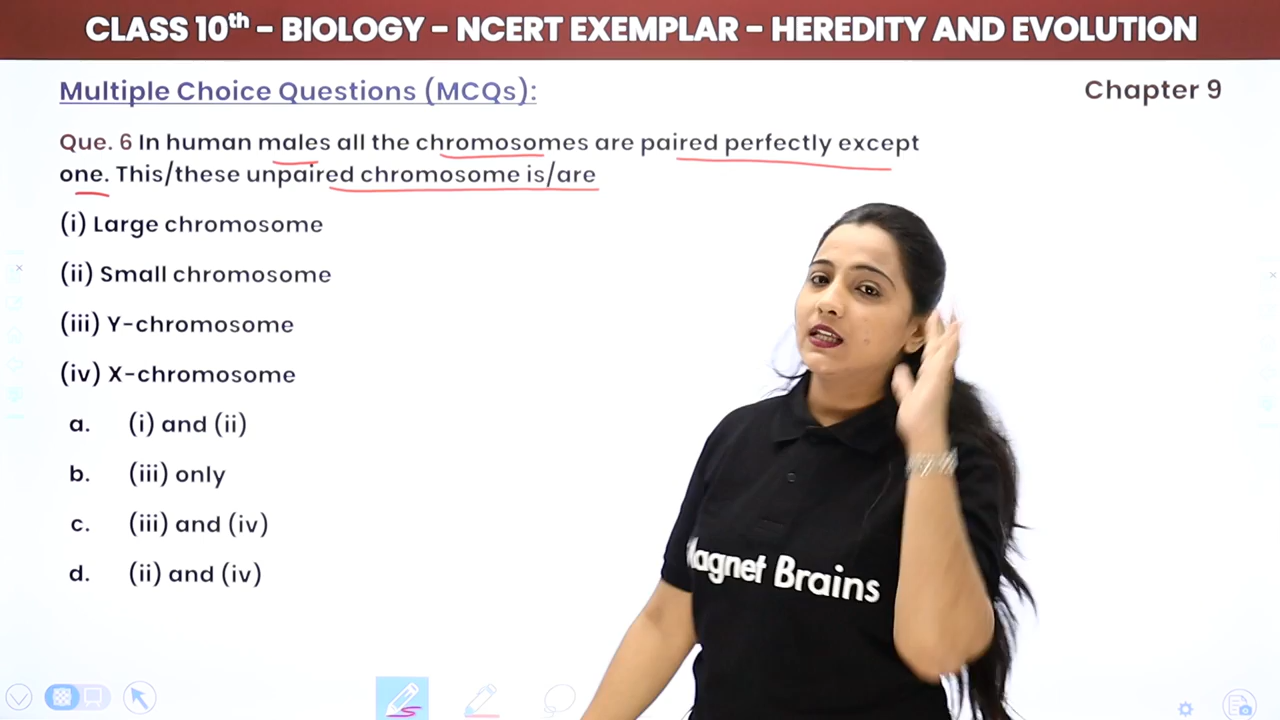 CLASS 10th - BIOLOGY - NCERT EXEMPLAR - HEREDITY AND EVOLUTION
Multiple Choice Questions (MCQs):
Chapter 9
Que. 6 In human males all the chromosomes are paired perfectly except
one. This/these unpaired chromosome is/are
(i) Large chromosome
(ii) Small chromosome
(iii) Y-chromosome
(iv) X-chromosome
a. (i) and (ii)
b. (iii) only
c. (iii) and (iv)
d. (ii) and (iv)
Magnet Brains